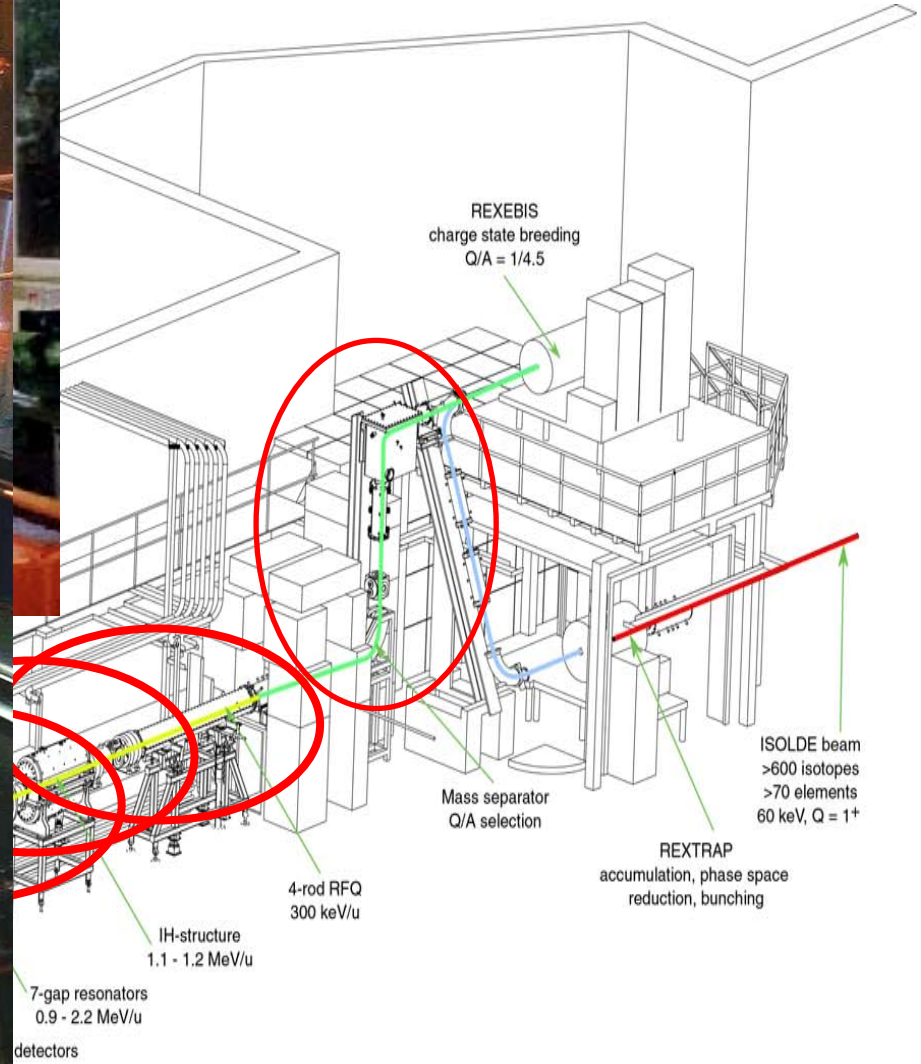 REXEBIS
charge state breeding
Q/A = 1/4.5
ISOLDE beam
>600 isotopes
>70 elements
60 keV, Q = 1+
Mass separator
Q/A selection
REXTRAP
accumulation, phase space
reduction, bunching
4-rod RFQ
300 keV/u
IH-structure
1.1 - 1.2 MeV/u
7-gap resonators
0.9 - 2.2 MeV/u
detectors